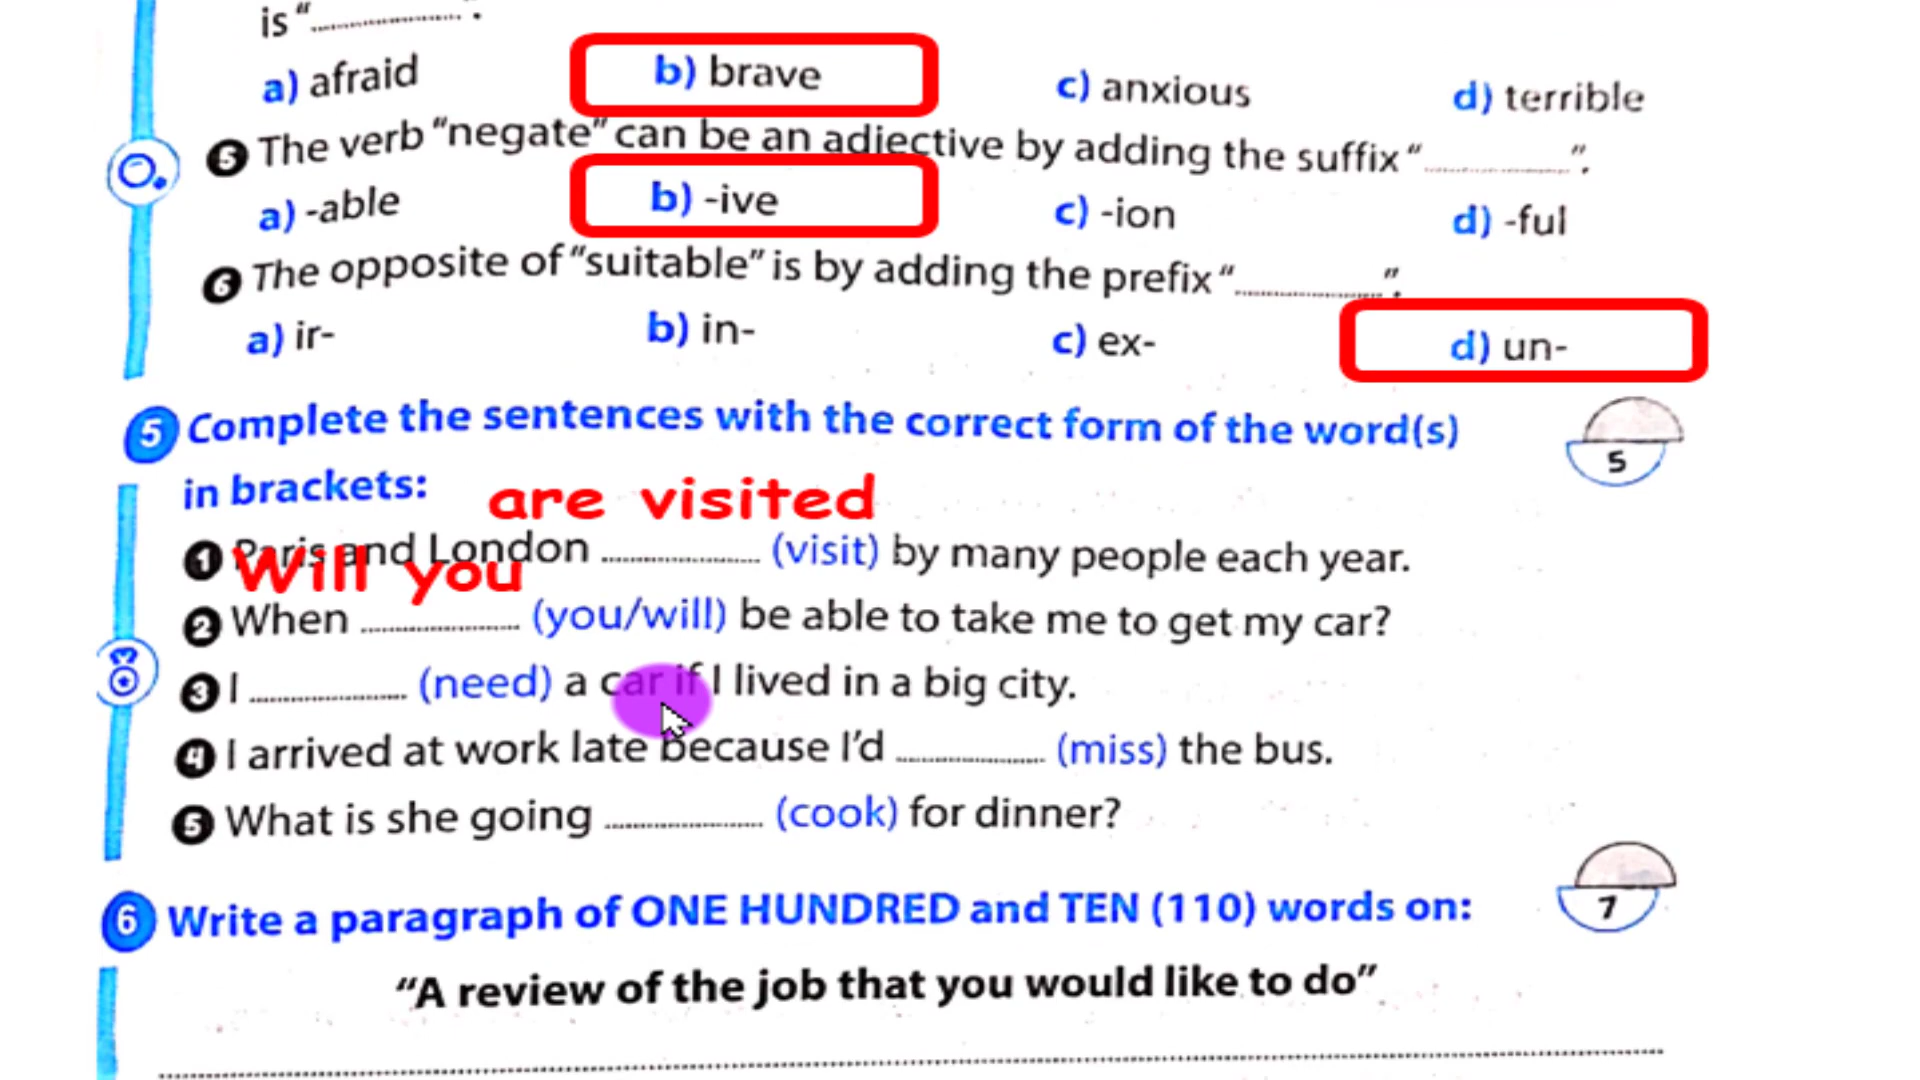 is “ ”.
a) afraid b) brave c) anxious d) terrible
5 The verb “negate” can be an adjective by adding the suffix “ ”.
a) -able b) -ive c) -ion d) -ful
6 The opposite of “suitable” is by adding the prefix “ ”.
a) ir- b) in- c) ex- d) un-
5 Complete the sentences with the correct form of the word(s)
5
in brackets:
are visited
1 Paris and London ............... (visit) by many people each year.
Will you
2 When ............... (you/will) be able to take me to get my car?
3 I ............... (need) a car if I lived in a big city.
4 I arrived at work late because I’d ............... (miss) the bus.
5 What is she going ............... (cook) for dinner?
6 Write a paragraph of ONE HUNDRED and TEN (110) words on:
7
“A review of the job that you would like to do”